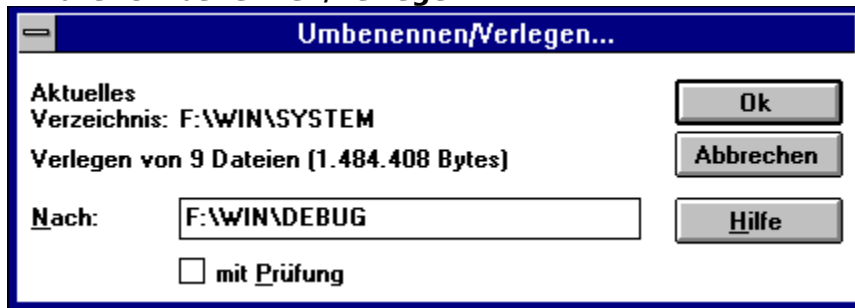 Umbenennen/Verlegen...
Aktuelles
Verzeichnis: F:\WIN\SYSTEM
Ok
Verlegen von 9 Dateien (1.484.408 Bytes)
Abbrechen
Nach: F:\WIN\DEBUG
Hilfe
mit Prüfung